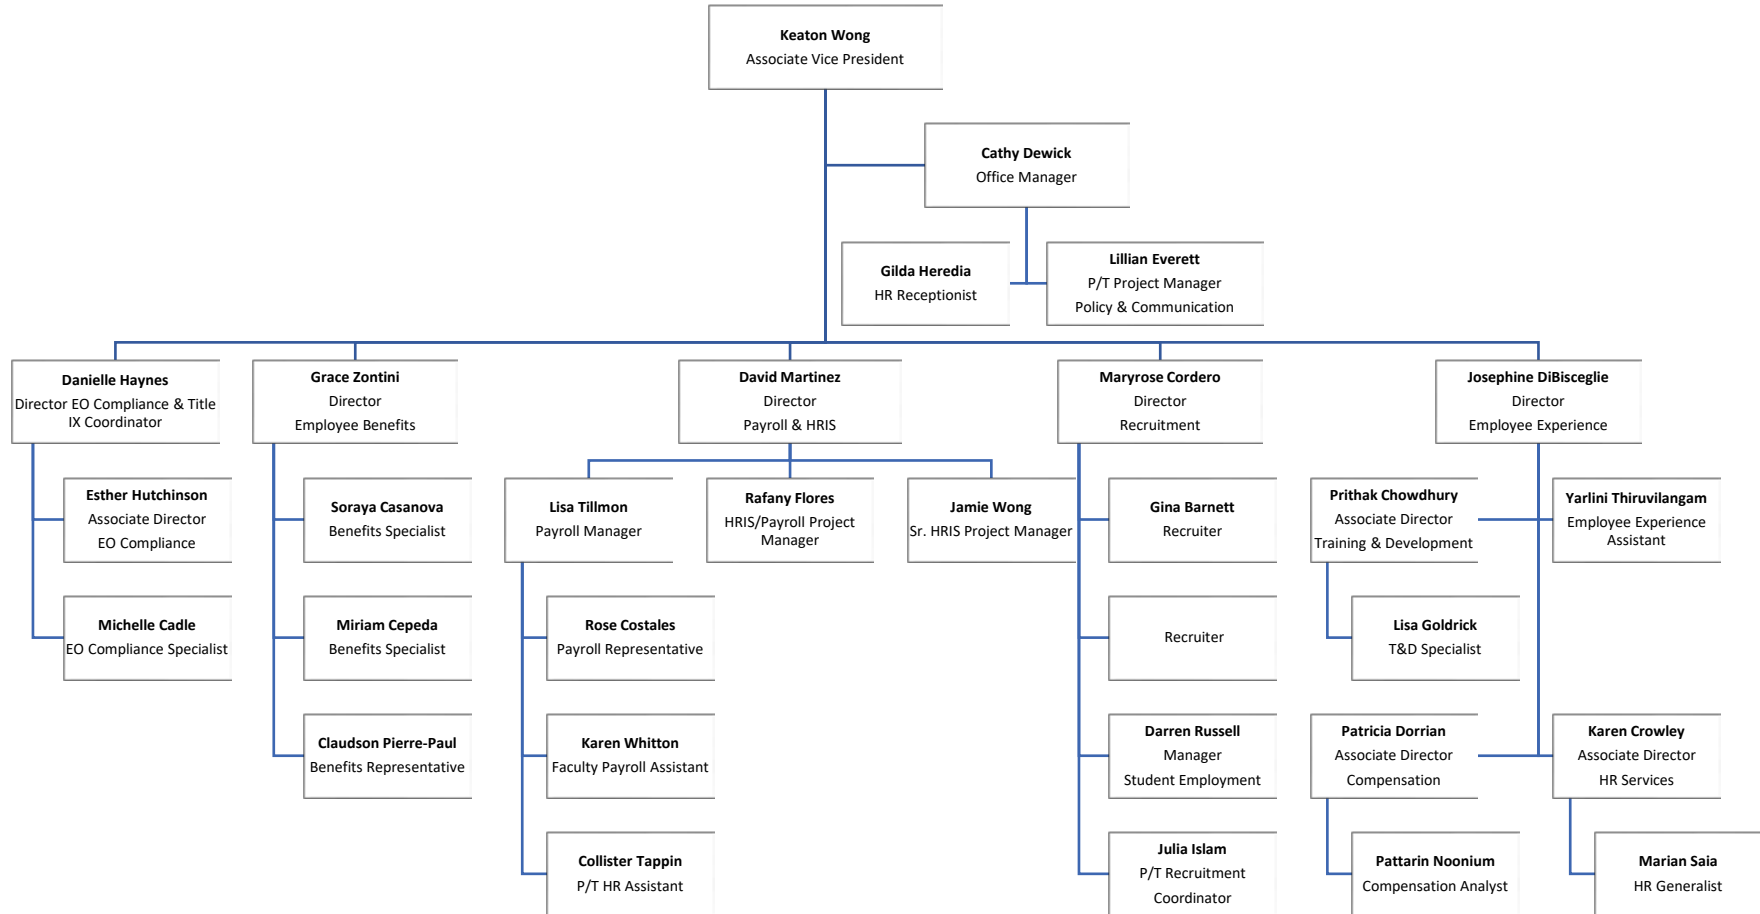 Keaton Wong
Associate Vice President
Cathy Dewick
Office Manager
Gilda Heredia
HR Receptionist
Lillian Everett
P/T Project Manager
Policy & Communication
Danielle Haynes
Director EO Compliance & Title
IX Coordinator
Grace Zontini
Director
Employee Benefits
David Martinez
Director
Payroll & HRIS
Maryrose Cordero
Director
Recruitment
Josephine DiBisceglie
Director
Employee Experience
Esther Hutchinson
Associate Director
EO Compliance
Soraya Casanova
Benefits Specialist
Lisa Tillmon
Payroll Manager
Rafany Flores
HRIS/Payroll Project
Manager
Jamie Wong
Sr. HRIS Project Manager
Gina Barnett
Recruiter
Prithak Chowdhury
Associate Director
Training & Development
Yarlini Thiruvilangam
Employee Experience
Assistant
Michelle Cadle
EO Compliance Specialist
Miriam Cepeda
Benefits Specialist
Rose Costales
Payroll Representative
Recruiter
Lisa Goldrick
T&D Specialist
Claudson Pierre-Paul
Benefits Representative
Karen Whitton
Faculty Payroll Assistant
Darren Russell
Manager
Student Employment
Patricia Dorrian
Associate Director
Compensation
Karen Crowley
Associate Director
HR Services
Collister Tappin
P/T HR Assistant
Julia Islam
P/T Recruitment
Coordinator
Pattarin Noonium
Compensation Analyst
Marian Saia
HR Generalist